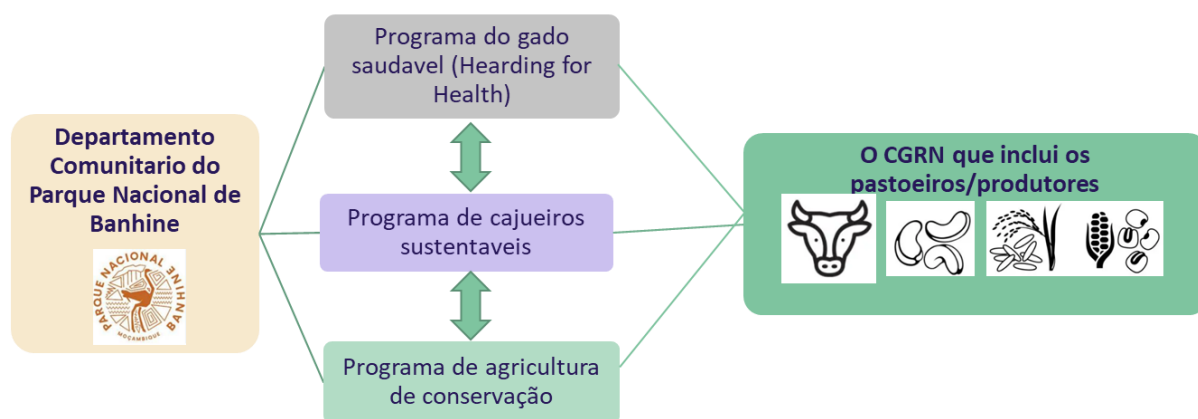 Programa do gado
saudavel (Hearding for
Health)
Departamento
Comunitario do
Parque Nacional de
Banhine
PARQUE NACIONAL BANHINE
MOÇAMBIQUE
Programa de cajueiros
sustentaveis
Programa de agricultura
de conservação
O CGRN que inclui os
pastoeiros/produtores